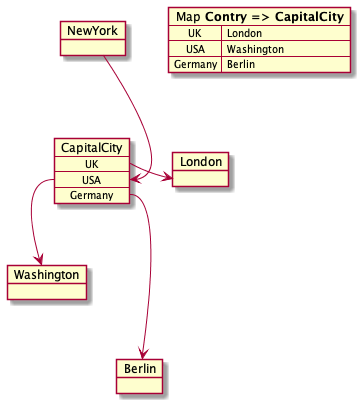 NewYork
Map Contry => CapitalCity
UK London
USA Washington
Germany Berlin
CapitalCity
UK
USA
Germany
London
Washington
Berlin